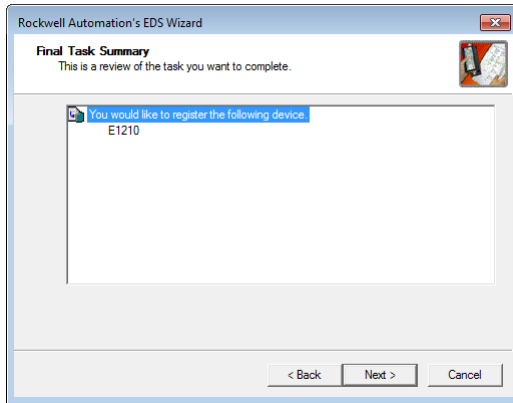 Rockwell Automation's EDS Wizard
Final Task Summary
This is a review of the task you want to complete.
You would like to register the following device.
E1210
< Back
Next >
Cancel